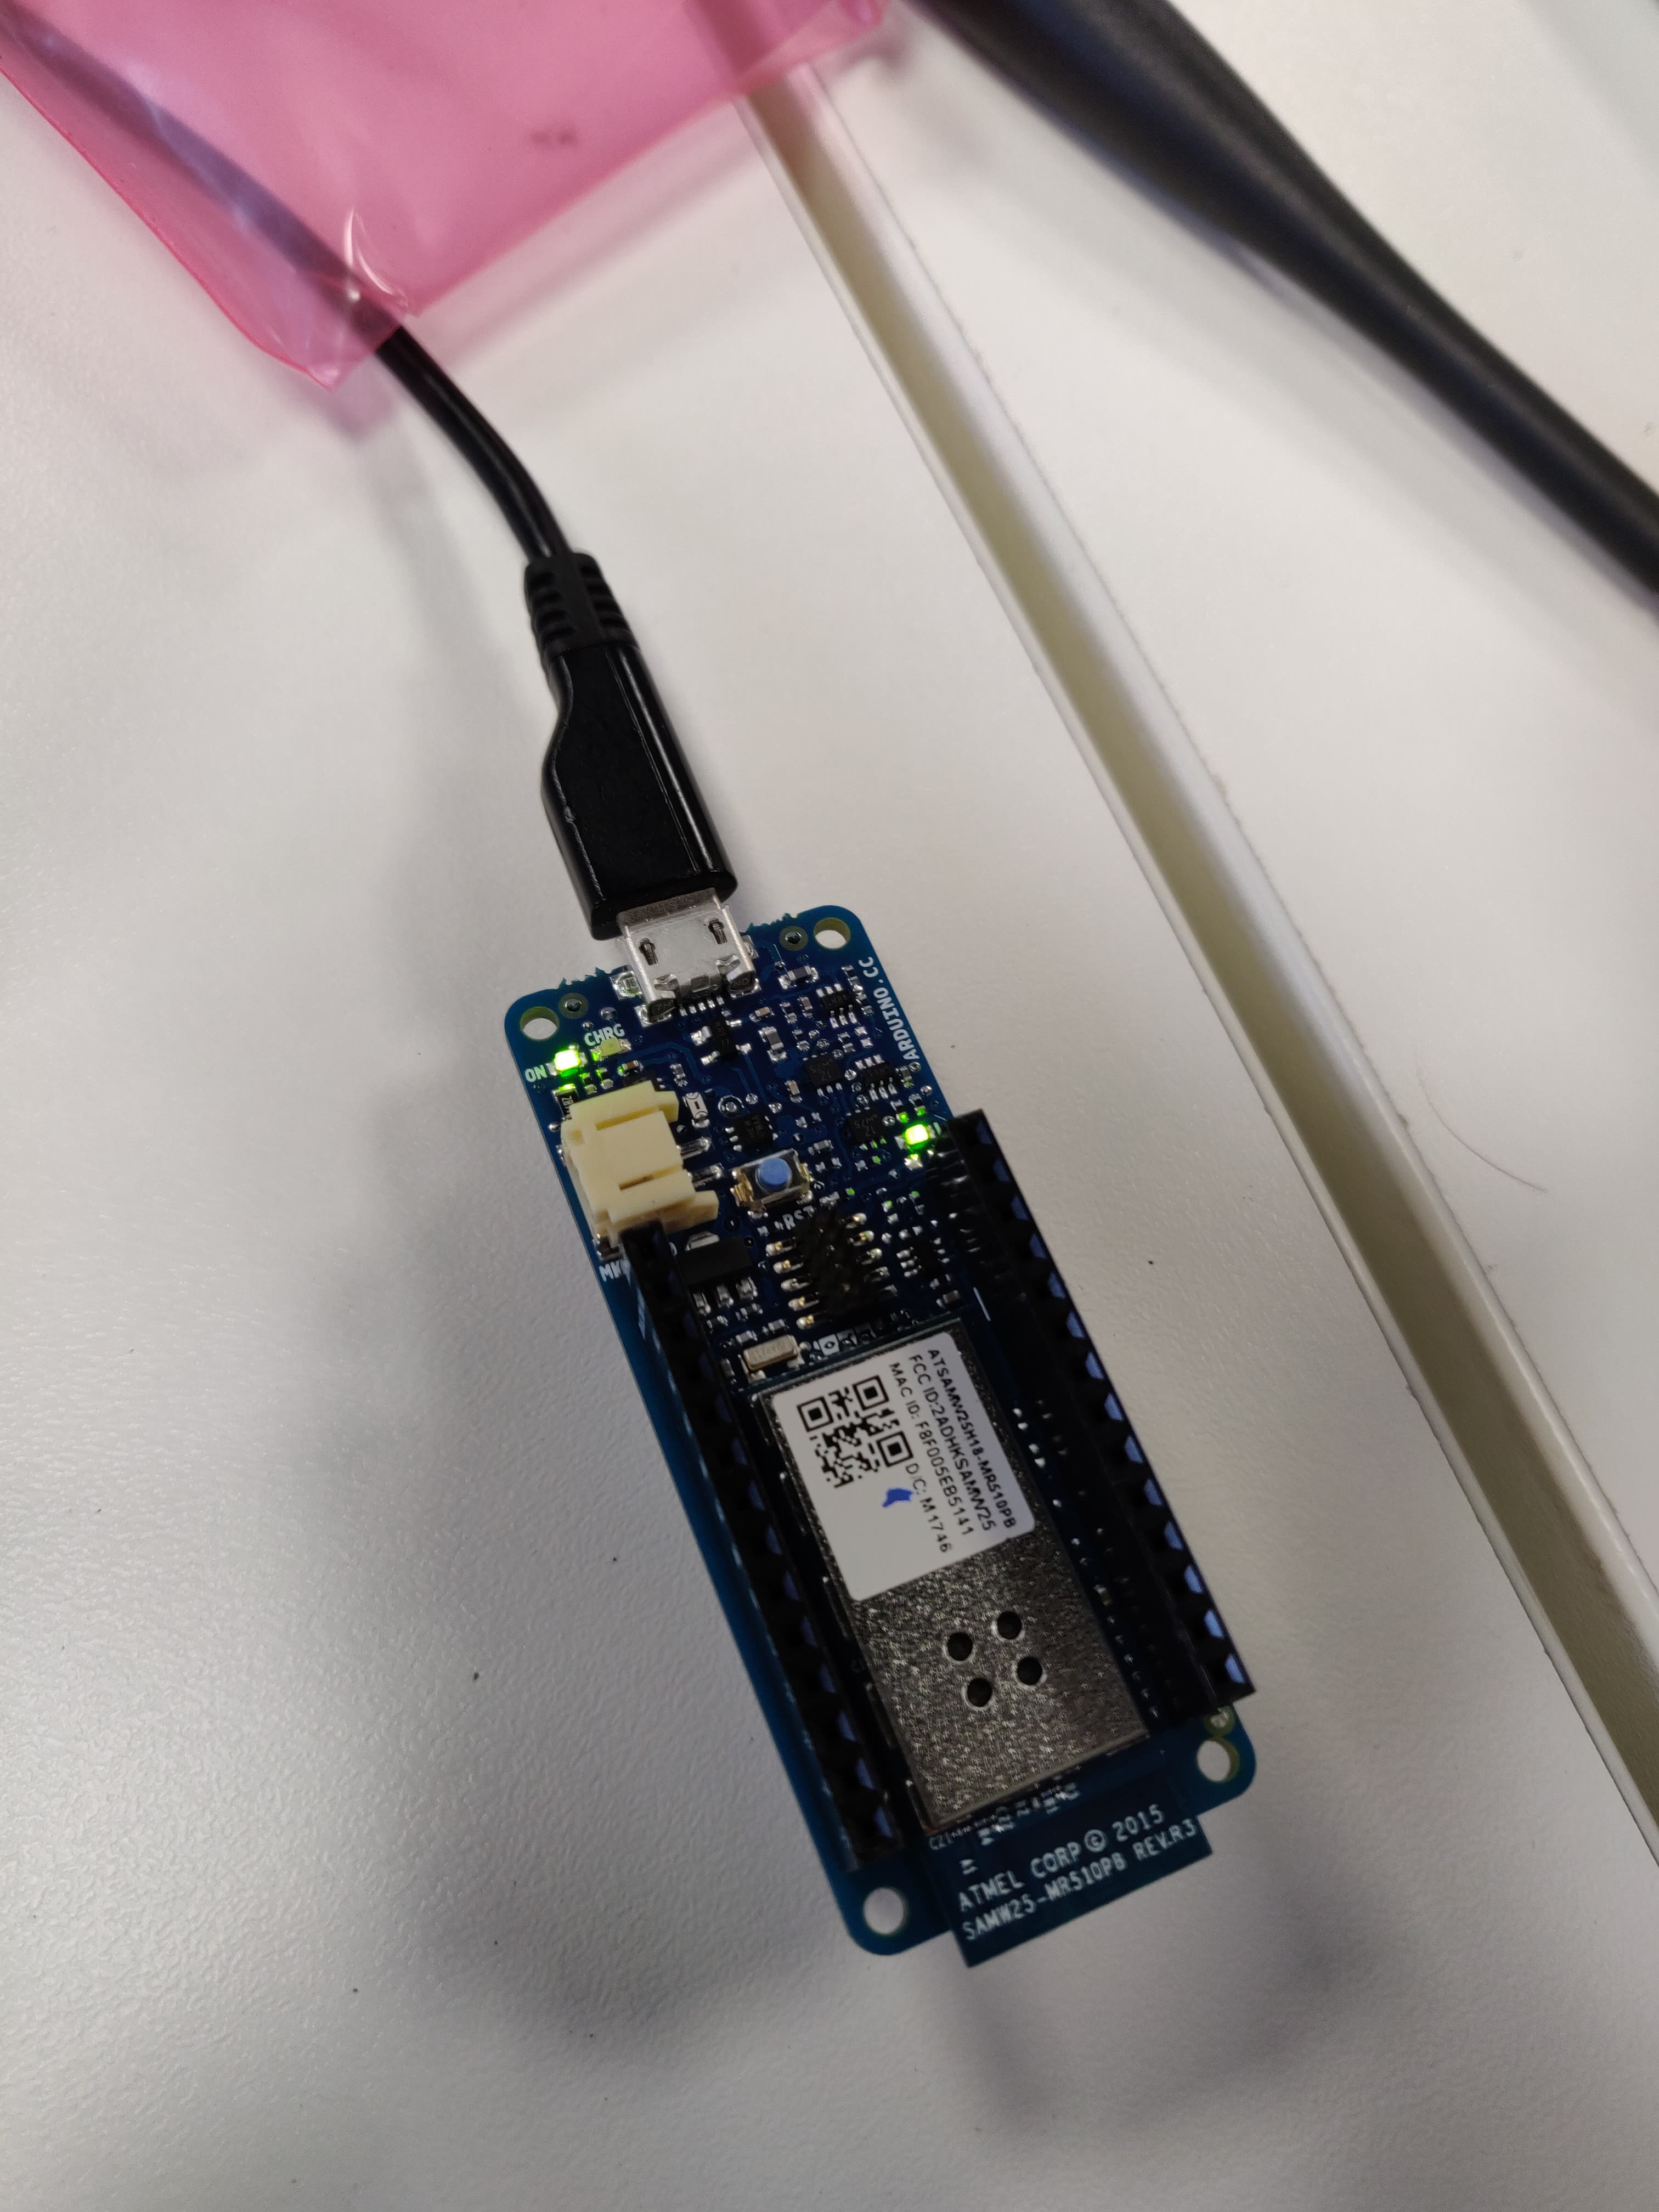 CHRG
ON
ARDUINO.CC
RST
ATSAMW25H18-MR510PB
FCC ID:2ADHKSAMW25
MAC ID: F8F005EB5141
D/C: M1746
ATMEL CORP © 2015
SAMW25-MR510PB REV.R3